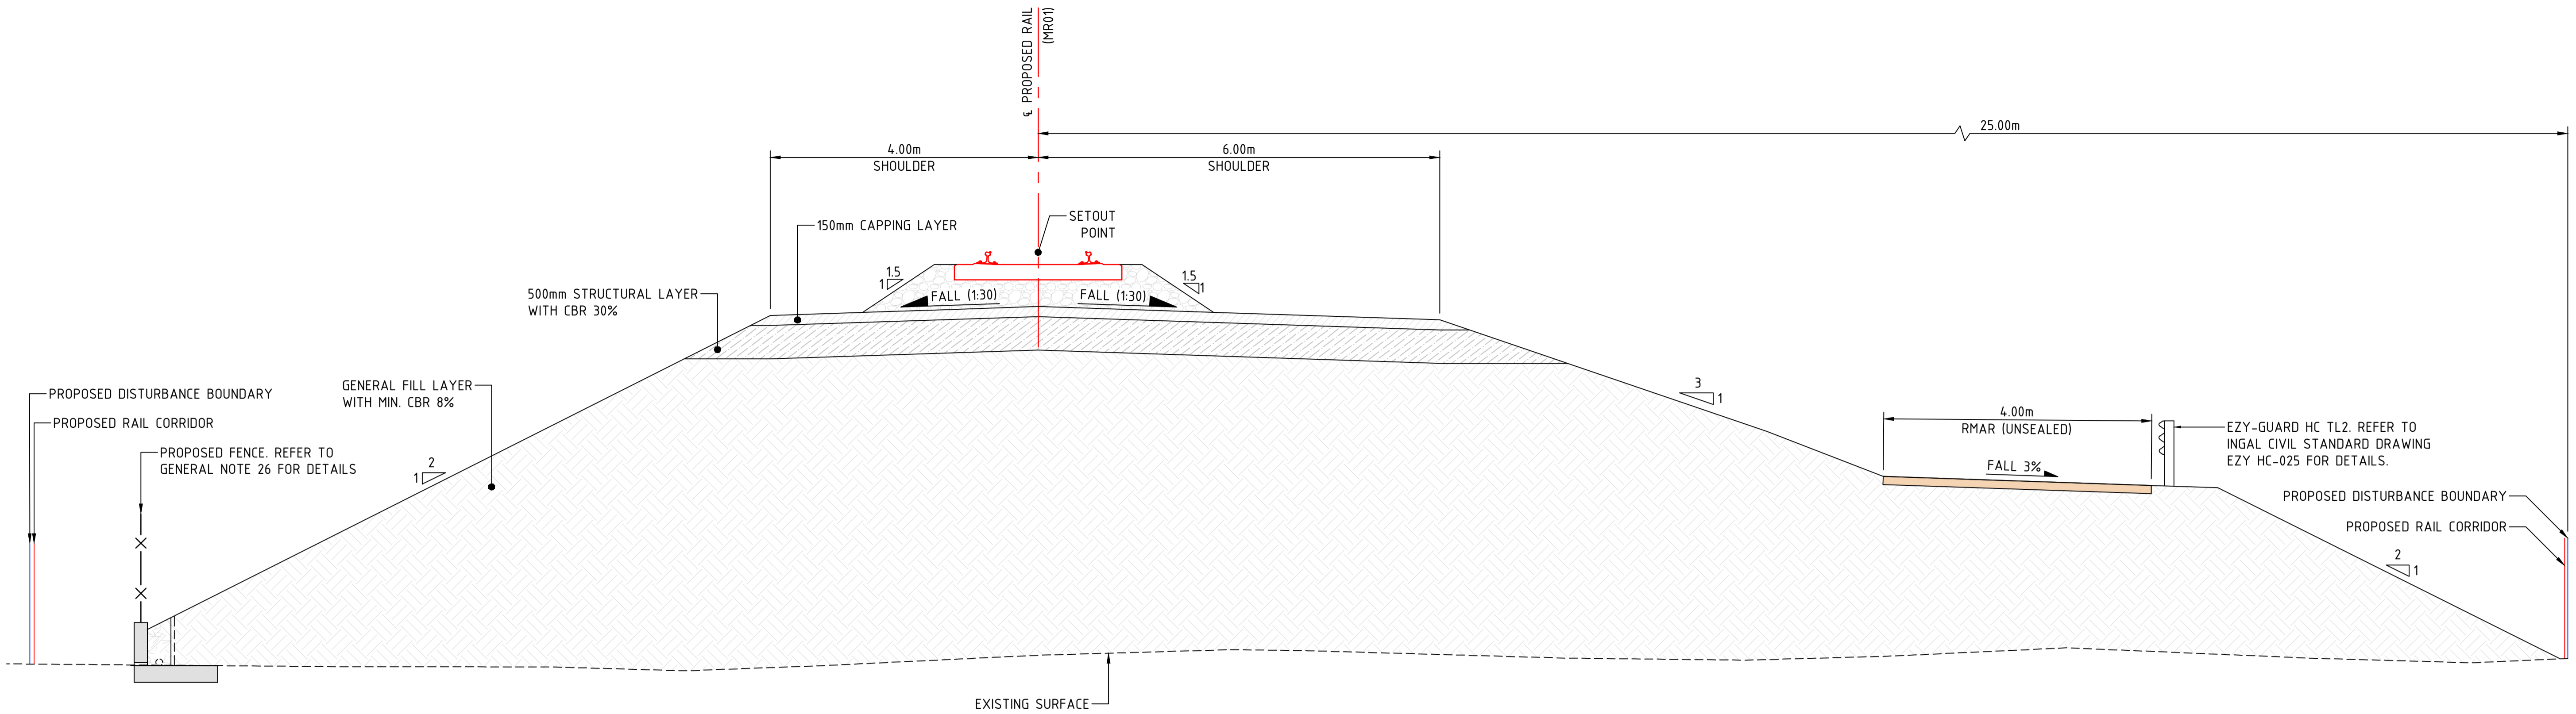 ℄ PROPOSED RAIL
(MR01)
25.00m
4.00m
SHOULDER
6.00m
SHOULDER
150mm CAPPING LAYER
SETOUT
POINT
500mm STRUCTURAL LAYER
WITH CBR 30%
1.5
1
FALL (1:30)
FALL (1:30)
1.5
1
GENERAL FILL LAYER
WITH MIN. CBR 8%
PROPOSED DISTURBANCE BOUNDARY
PROPOSED RAIL CORRIDOR
PROPOSED FENCE. REFER TO
GENERAL NOTE 26 FOR DETAILS
2
1
3
1
4.00m
RMAR (UNSEALED)
FALL 3%
EZY-GUARD HC TL2. REFER TO
INGAL CIVIL STANDARD DRAWING
EZY HC-025 FOR DETAILS.
PROPOSED DISTURBANCE BOUNDARY
PROPOSED RAIL CORRIDOR
2
1
EXISTING SURFACE